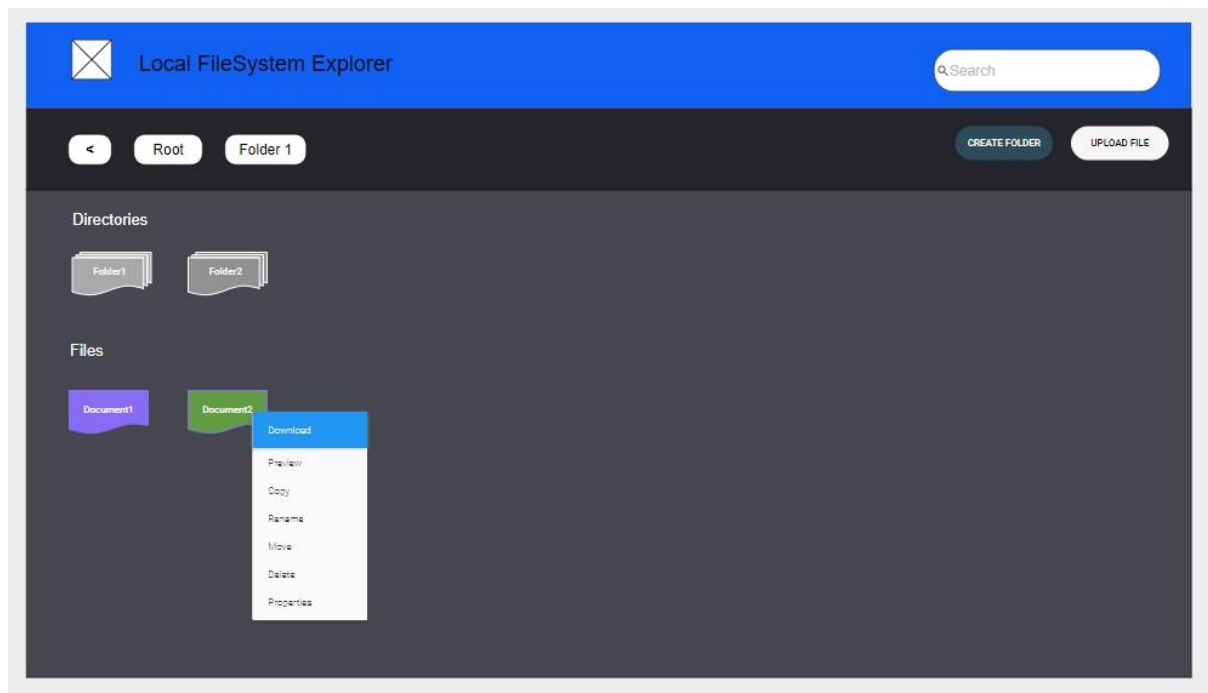 Local FileSystem Explorer
Search
<
Root
Folder 1
CREATE FOLDER
UPLOAD FILE
Directories
Folder1
Folder2
Files
Document1
Document2
Download
Preview
Copy
Rename
Move
Delete
Properties